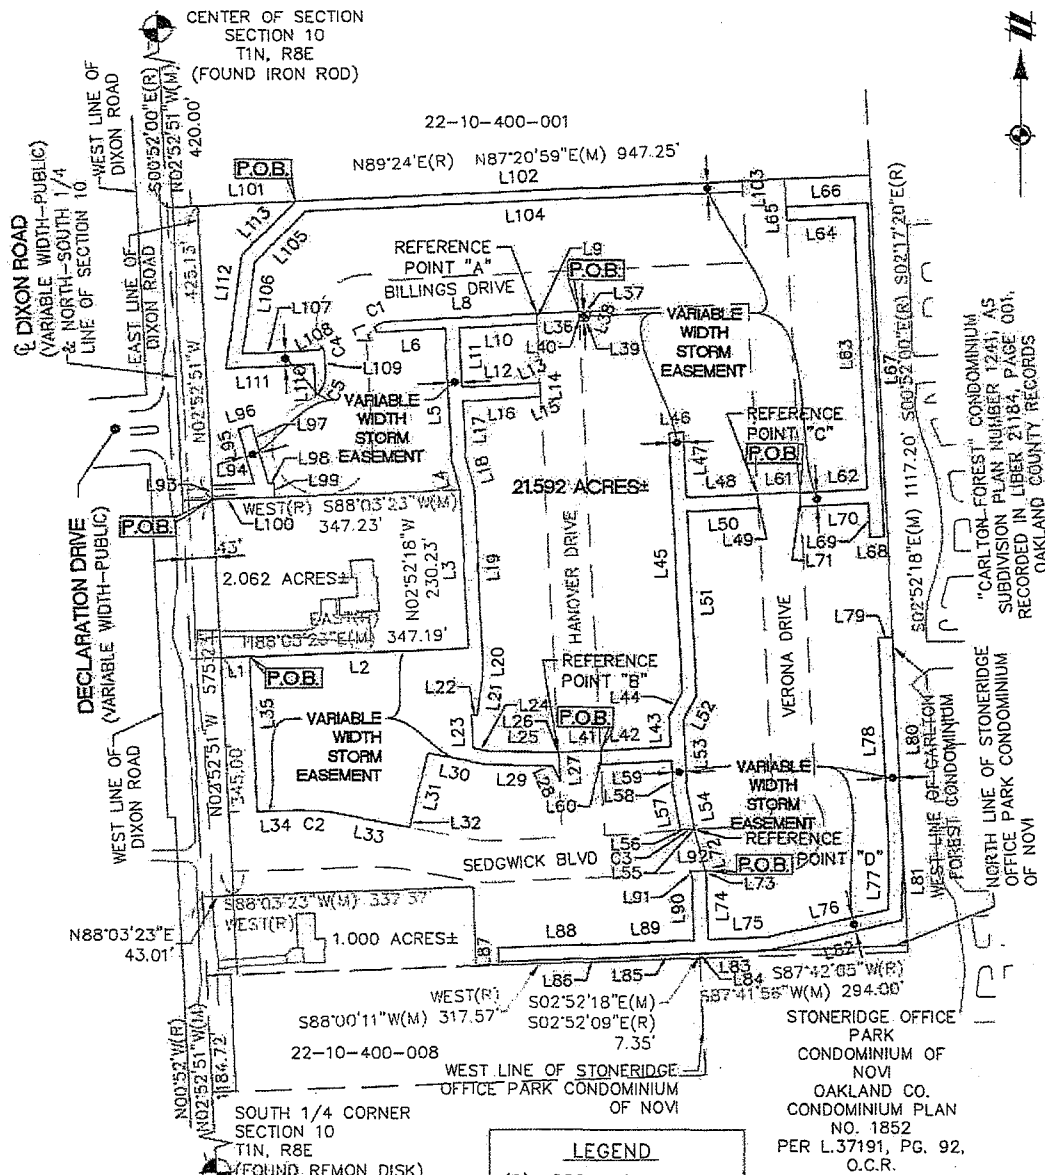 CENTER OF SECTION
SECTION 10
T1N, R8E
(FOUND IRON ROD)
WEST LINE OF
DIXON ROAD
S00°52'00"E(R)
N02°52'51"W(M)
420.00'
22-10-400-001
N89°24'E(R) N87°20'59"E(M) 947.25'
P.O.B.
L101
L102
L103
L104
L65
L66
L64
L113
L105
L112
L106
℄ DIXON ROAD
(VARIABLE WIDTH-PUBLIC)
& NORTH-SOUTH 1/4
LINE OF SECTION 10
EAST LINE OF
DIXON ROAD
425.13'
N02°52'51"W
REFERENCE
POINT "A"
BILLINGS DRIVE
L8
L9
P.O.B.
L37
L36
L38
L40
L39
VARIABLE
WIDTH
STORM
EASEMENT
L107
L108
C1
C4
L6
L10
L11
L12
L13
L14
L15
L16
L17
L18
L109
L111
L110
C5
L5
VARIABLE
WIDTH
STORM
EASEMENT
L96
L97
L95
L94
L98
L99
L93
L100
P.O.B.
WEST(R) S88°03'23"W(M)
347.23'
L46
L47
REFERENCE
POINT "C"
P.O.B.
L48
L61
L62
L63
L67
L50
L49
L70
L69
L68
L71
S00°52'00"E(R) S02°17'20"E(R)
S02°52'18"E(M) 1117.20'
"CARLTON FOREST" CONDOMINIUM
SUBDIVISION PLAN NUMBER 1241, AS
RECORDED IN LIBER 21184, PAGE 001,
OAKLAND COUNTY RECORDS
21.592 ACRES±
DECLARATION DRIVE
(VARIABLE WIDTH-PUBLIC)
43'
2.062 ACRES±
N02°52'18"W
230.23'
L3
L19
HANOVER DRIVE
L45
L51
VERONA DRIVE
EAST(R)
N88°03'23"E(M) 347.19'
L1
L2
P.O.B.
L35
L79
L22
L20
L21
L23
REFERENCE
POINT "B"
P.O.B.
L24
L26
L25
L41
L42
L43
L44
L52
L53
L27
L28
L29
L30
L31
L32
L33
L34
C2
VARIABLE
WIDTH
STORM
EASEMENT
N02°52'51"W
345.00'
L60
L59
L58
L57
L54
L56
C3
L55
L92
L72
VARIABLE
WIDTH
STORM
EASEMENT
REFERENCE
POINT "D"
P.O.B.
L78
L80
WEST LINE OF CARLTON
FOREST CONDOMINIUM
NORTH LINE OF STONERIDGE
OFFICE PARK CONDOMINIUM
OF NOVI
WEST LINE OF
DIXON ROAD
SEDGWICK BLVD
L91
L73
L90
L74
L75
L76
L77
L81
S88°03'23"W(M) 337.37'
WEST(R)
N88°03'23"E
43.01'
1.000 ACRES±
L87
L88
L89
L86
L85
L83
L84
L82
S87°42'05"W(R)
S87°41'56"W(M) 294.00'
WEST(R)
S88°00'11"W(M) 317.57'
S02°52'18"E(M)
S02°52'09"E(R)
7.35'
22-10-400-008
WEST LINE OF STONERIDGE
OFFICE PARK CONDOMINIUM
OF NOVI
STONERIDGE OFFICE
PARK
CONDOMINIUM OF
NOVI
OAKLAND CO.
CONDOMINIUM PLAN
NO. 1852
PER L.37191, PG. 92,
O.C.R.
N00°52'W(R)
N02°52'51"W(M)
1184.72'
SOUTH 1/4 CORNER
SECTION 10
T1N, R8E
(FOUND REMON DISK)
LEGEND